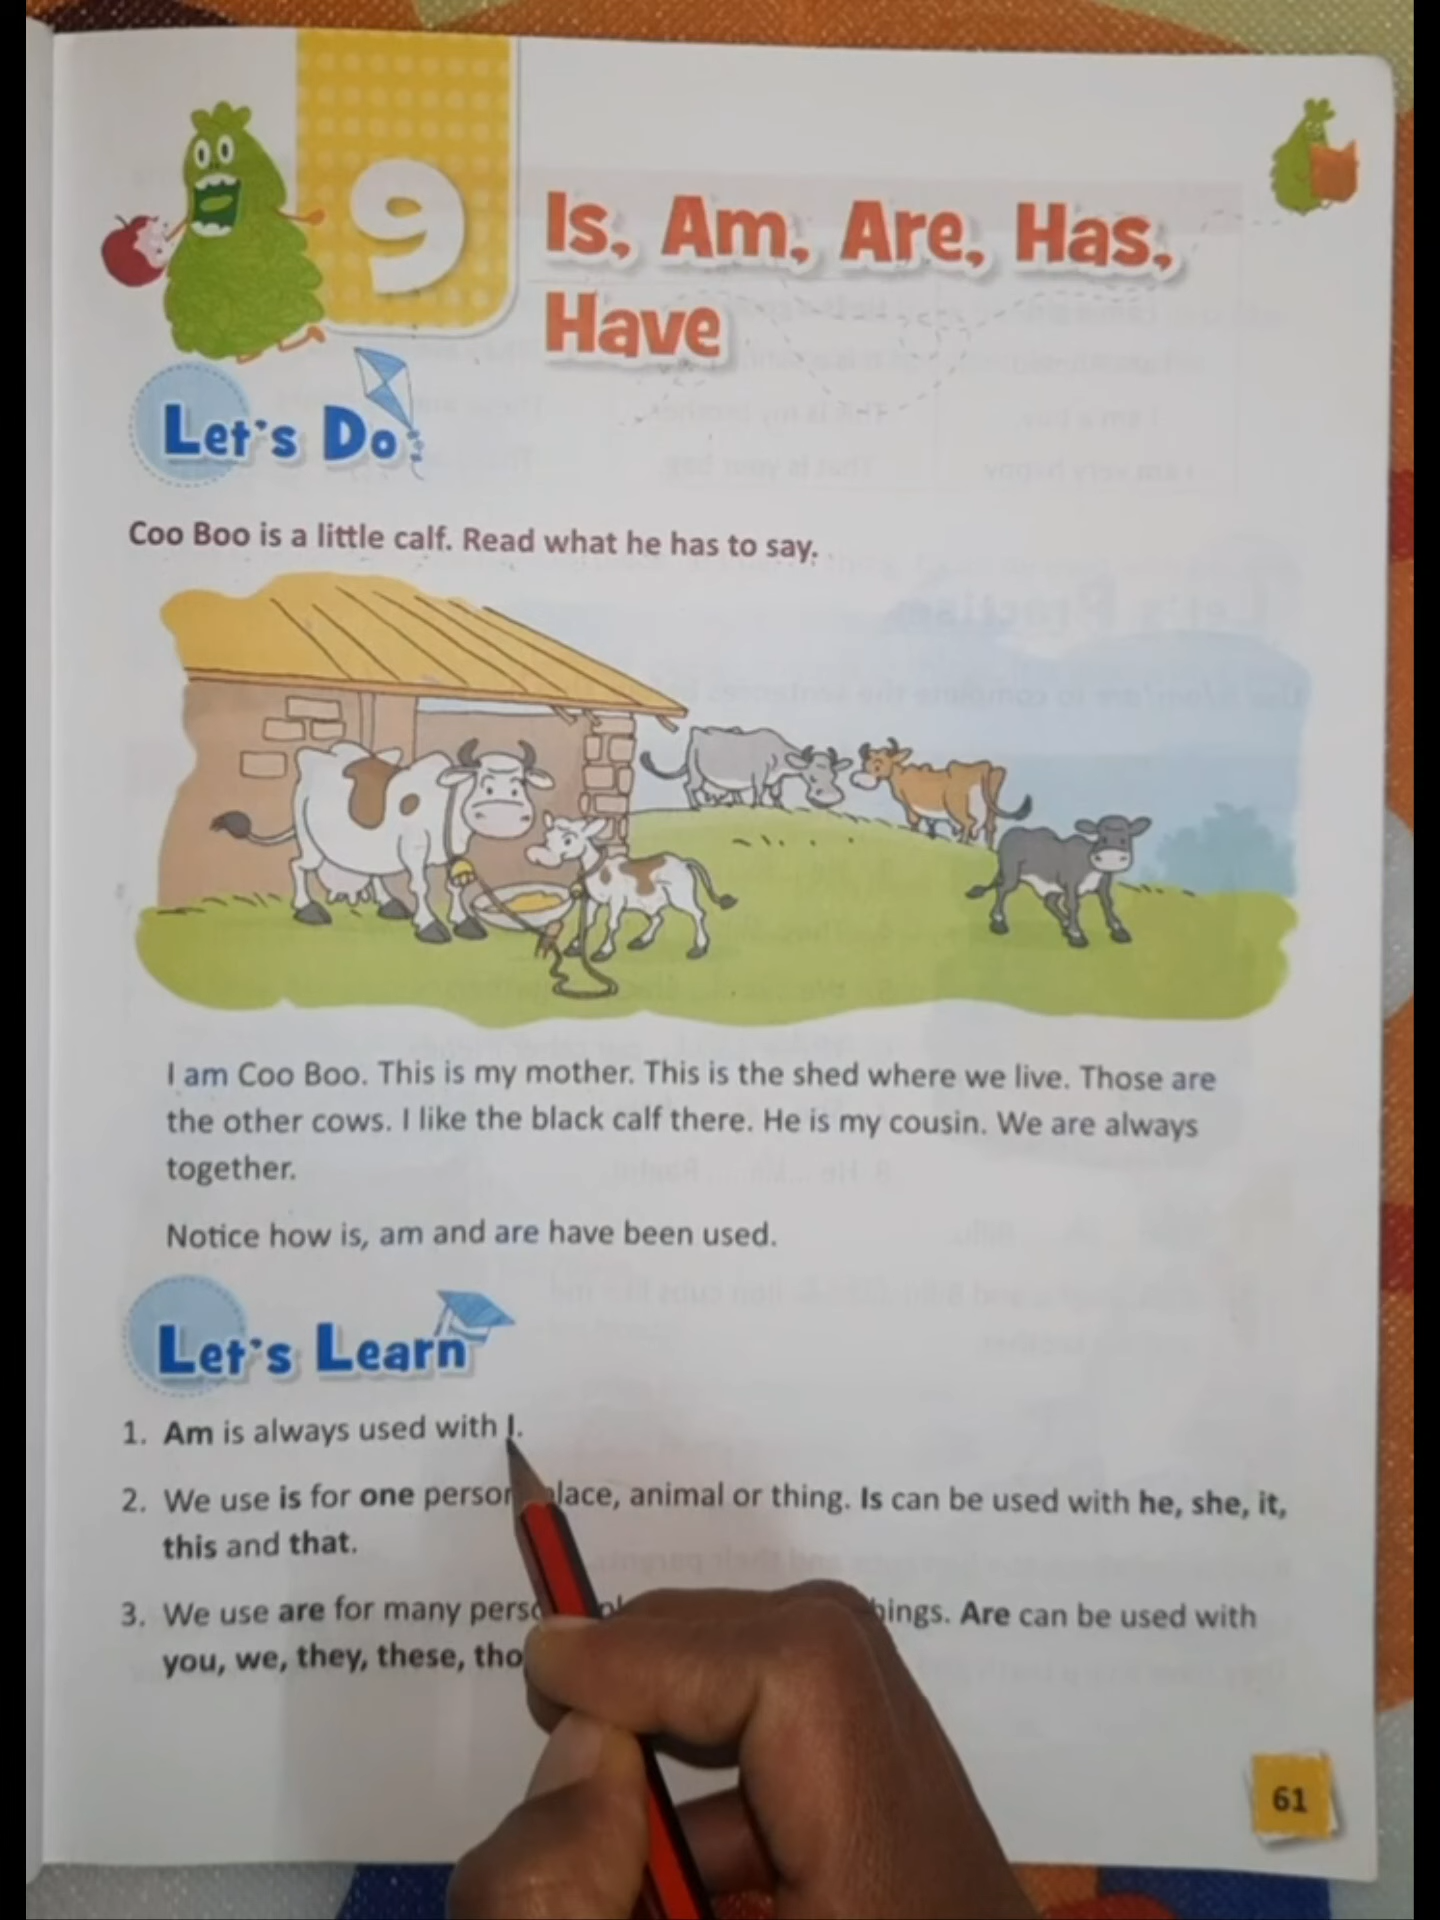 9
Is, Am, Are, Has,
Have
Let's Do
Coo Boo is a little calf. Read what he has to say.
I am Coo Boo. This is my mother. This is the shed where we live. Those are
the other cows. I like the black calf there. He is my cousin. We are always
together.
Notice how is, am and are have been used.
Let's Learn
1. Am is always used with I.
2. We use is for one person place, animal or thing. Is can be used with he, she, it,
this and that.
3. We use are for many Are can be used with
you, we, they, these,
61